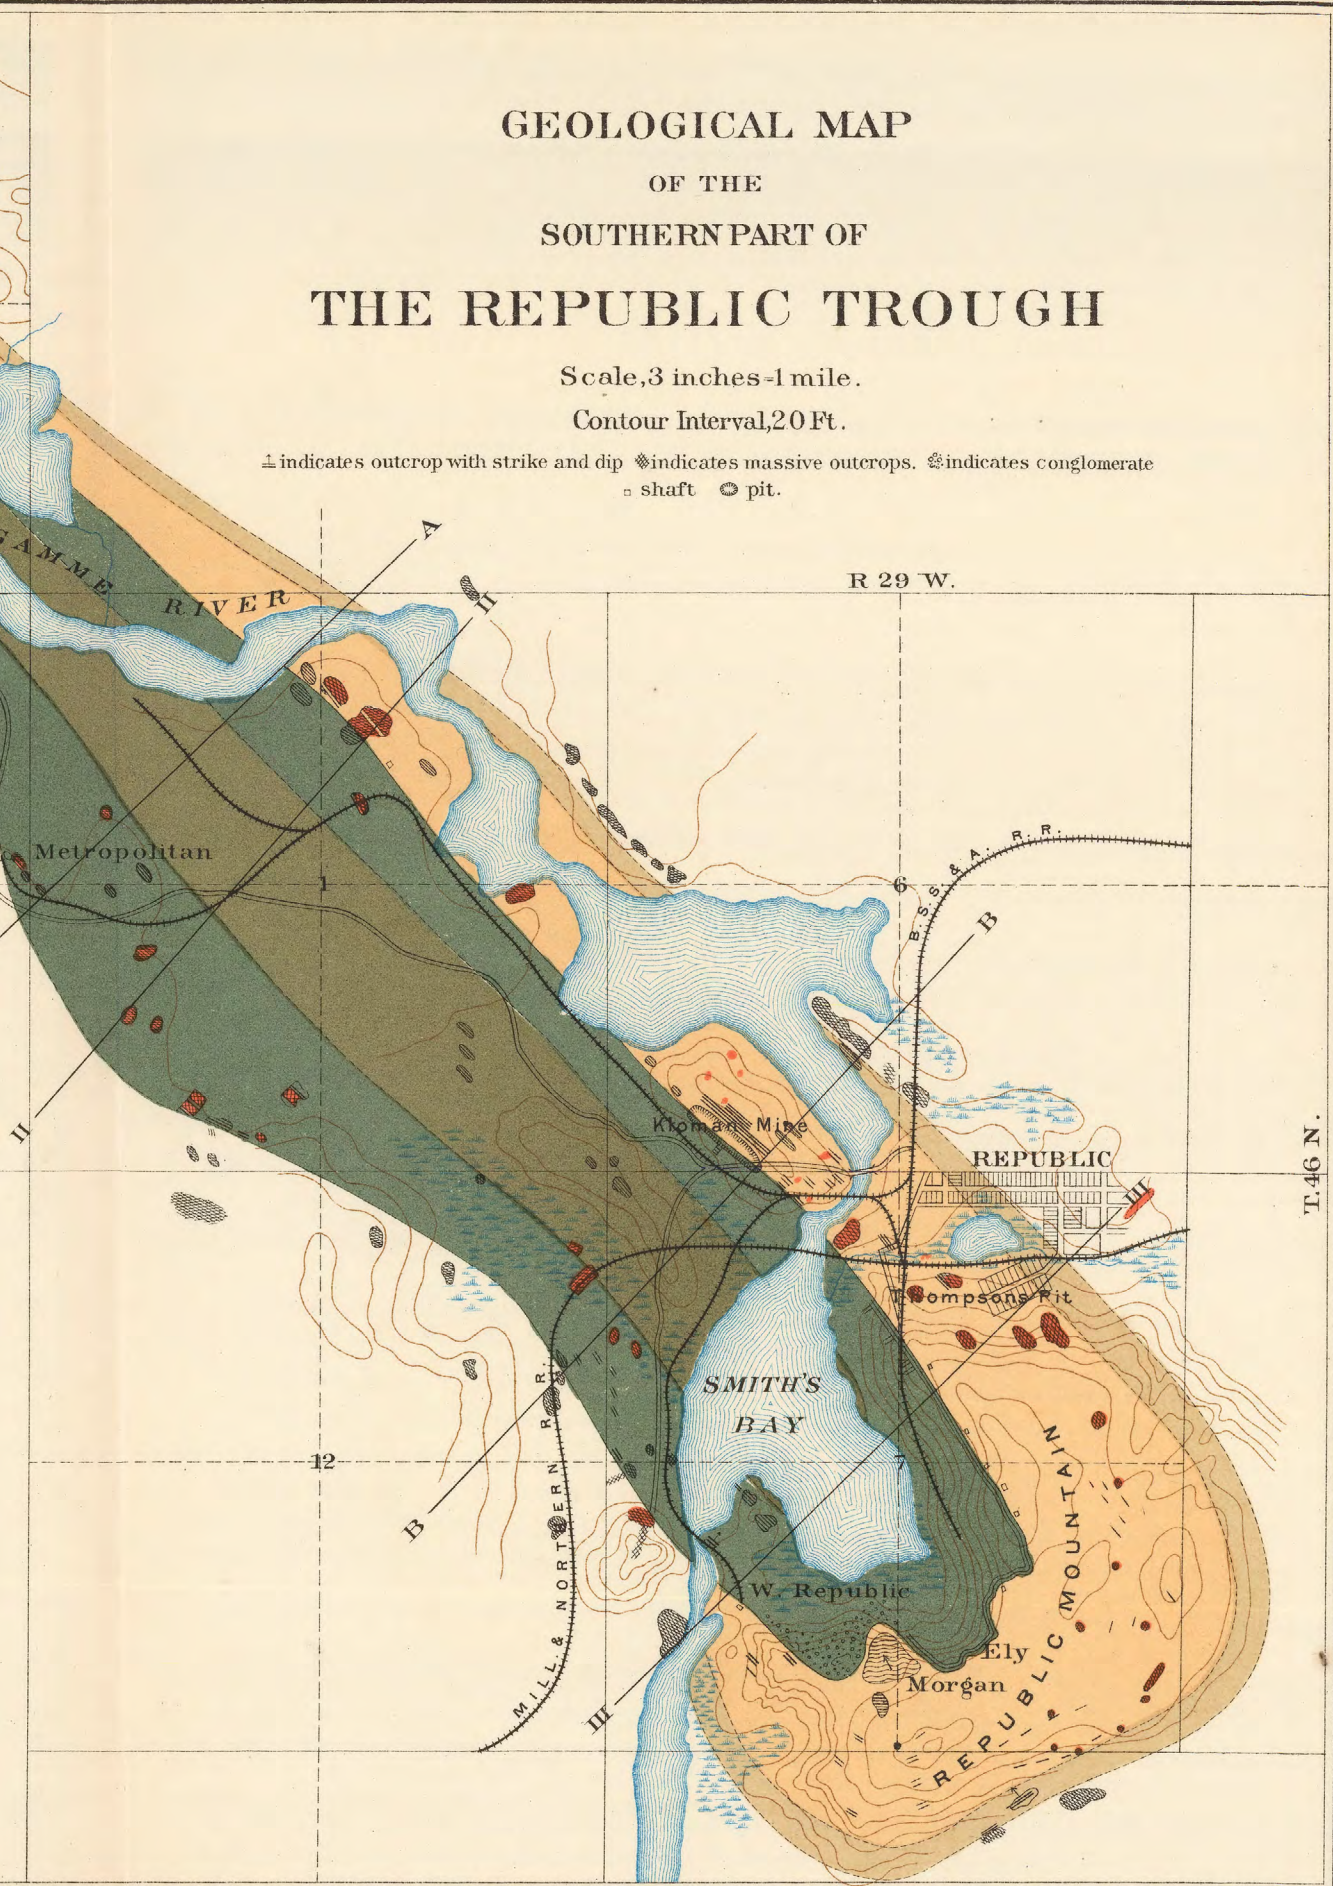 GEOLOGICAL MAP
OF THE
SOUTHERN PART OF
THE REPUBLIC TROUGH
Scale, 3 inches = 1 mile.
Contour Interval, 20 Ft.
indicates outcrop with strike and dip indicates massive outcrops. indicates conglomerate
shaft pit.
R 29 W.
A
II
GAMME RIVER
B. S. S. & A. R. R.
Metropolitan
1
6
B
II
Kloman Mine
REPUBLIC
T. 46 N.
III
Thompsons Pit
SMITH'S
BAY
12
7
B
MIL. & NORTHERN R. R.
REPUBLIC MOUNTAIN
W. Republic
Ely
Morgan
III